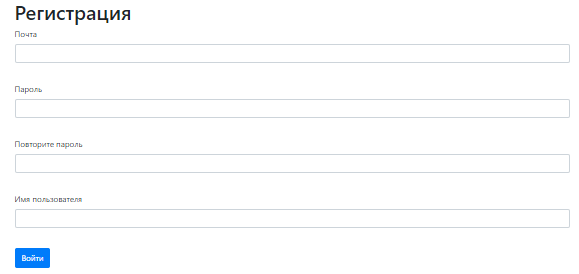 Регистрация
Почта
Пароль
Повторите пароль
Имя пользователя
Войти